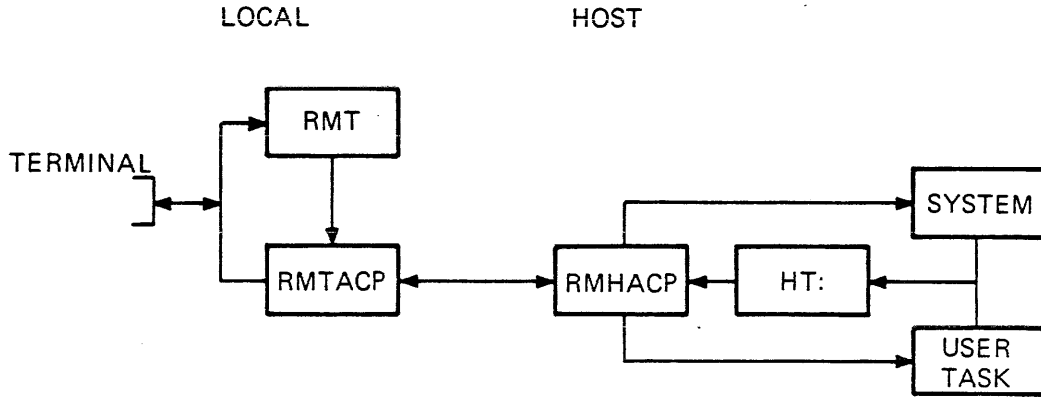 LOCAL
HOST
RMT
TERMINAL
SYSTEM
RMTACP
RMHACP
HT:
USER
TASK